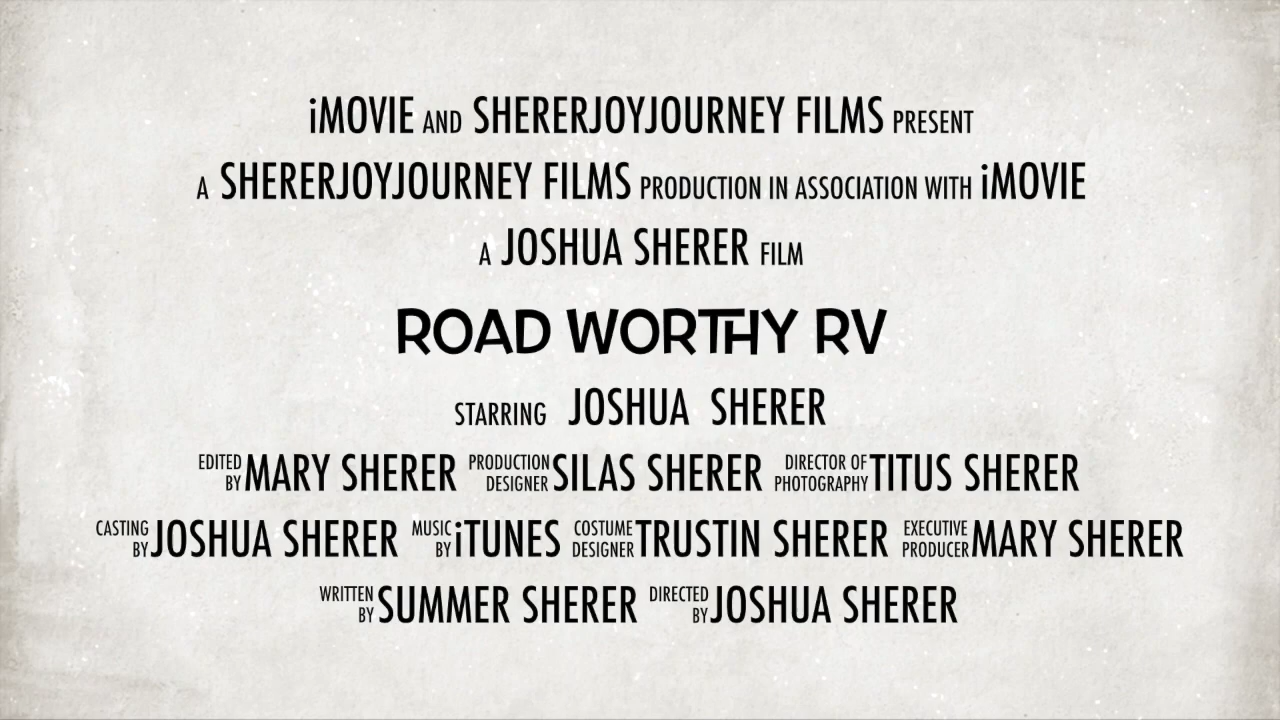 iMOVIE AND SHERERJOYJOURNEY FILMS PRESENT
A SHERERJOYJOURNEY FILMS PRODUCTION IN ASSOCIATION WITH iMOVIE
A JOSHUA SHERER FILM
ROAD WORTHY RV
STARRING JOSHUA SHERER
EDITED BY MARY SHERER PRODUCTION DESIGNER SILAS SHERER DIRECTOR OF PHOTOGRAPHY TITUS SHERER
CASTING BY JOSHUA SHERER MUSIC BY iTUNES COSTUME DESIGNER TRUSTIN SHERER EXECUTIVE PRODUCER MARY SHERER
WRITTEN BY SUMMER SHERER DIRECTED BY JOSHUA SHERER